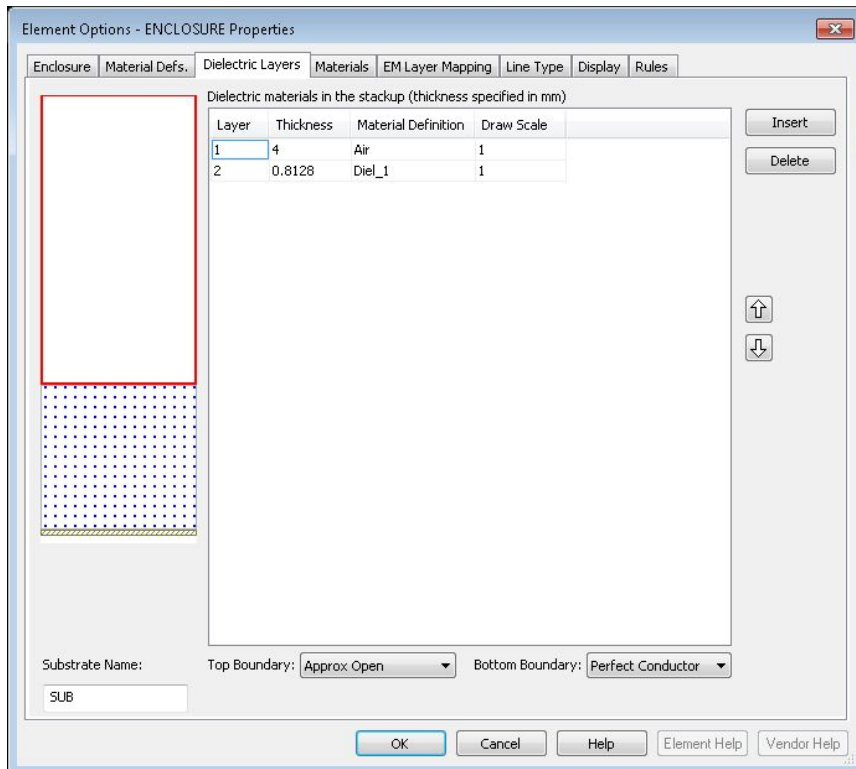 Element Options - ENCLOSURE Properties
Enclosure Material Defs. Dielectric Layers Materials EM Layer Mapping Line Type Display Rules
Dielectric materials in the stackup (thickness specified in mm)
Layer Thickness Material Definition Draw Scale
1 4 Air 1
2 0.8128 Diel_1 1
Insert
Delete
Substrate Name: Top Boundary: Approx Open Bottom Boundary: Perfect Conductor
SUB
OK Cancel Help Element Help Vendor Help